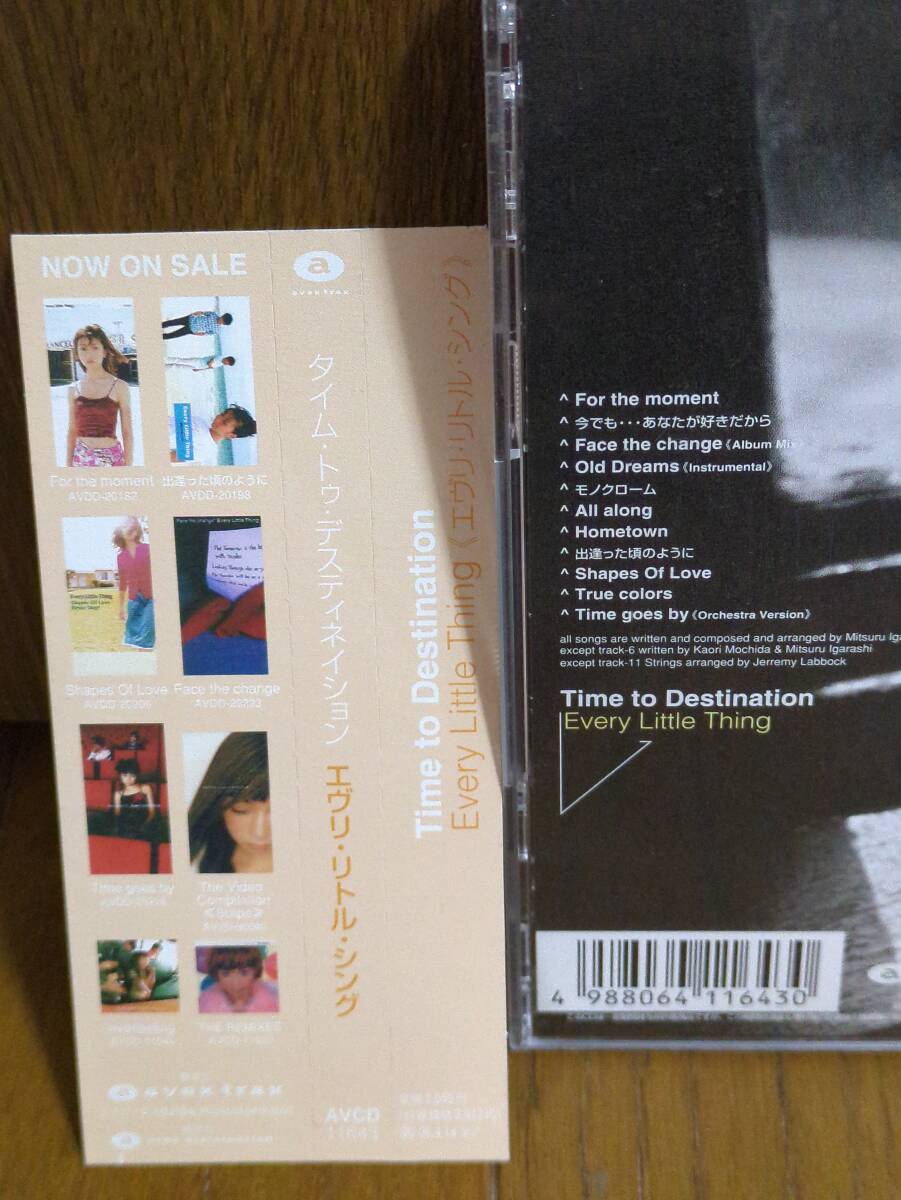 NOW ON SALE
For the moment
AVDD-20182
出逢った頃のように
AVDD-20198
Shapes Of Love
AVDD-20206
Face the change
AVDD-20223
Time goes by
The Video
Compilation
THE REMIXES
avex trax
a
avex trax
タイム・トゥ・デスティネイション エヴリ・リトル・シング
AVCD
11643
Time to Destination
Every Little Thing《エヴリ・リトル・シング》
^ For the moment
^ 今でも・・・あなたが好きだから
^ Face the change《Album Mix
^ Old Dreams《Instrumental》
^ モノクローム
^ All along
^ Hometown
^ 出逢った頃のように
^ Shapes Of Love
^ True colors
^ Time goes by《Orchestra Version》
all songs are written and composed and arranged by Mitsuru Iga
except track-6 written by Kaori Mochida & Mitsuru Igarashi
except track-11 Strings arranged by Jerremy Labbock
Time to Destination
Every Little Thing
4 988064 116430